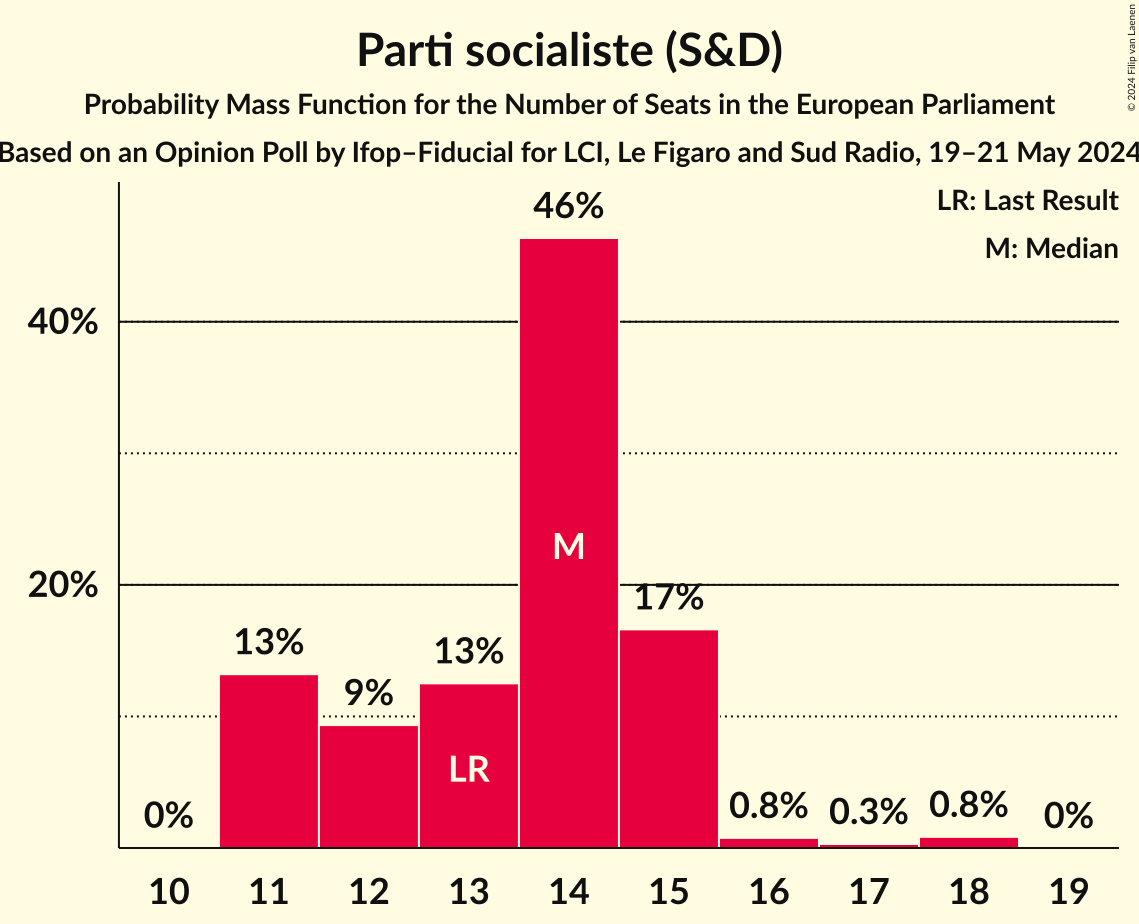 © 2024 Filip van Laenen
Parti socialiste (S&D)
Probability Mass Function for the Number of Seats in the European Parliament
Based on an Opinion Poll by Ifop–Fiducial for LCI, Le Figaro and Sud Radio, 19–21 May 2024
LR: Last Result
M: Median
46%
40%
M
20%
17%
13%
13%
9%
LR
0%
0.8%
0.3%
0.8%
0%
10 11 12 13 14 15 16 17 18 19